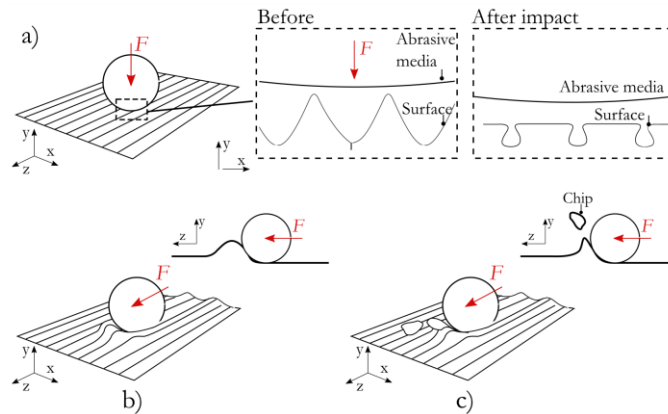 a)
F
y
x
z
y
x
Before
F
Abrasive
media
Surface
After impact
Abrasive media
Surface
z
y
F
F
y
x
z
b)
Chip
z
y
F
F
y
x
z
c)